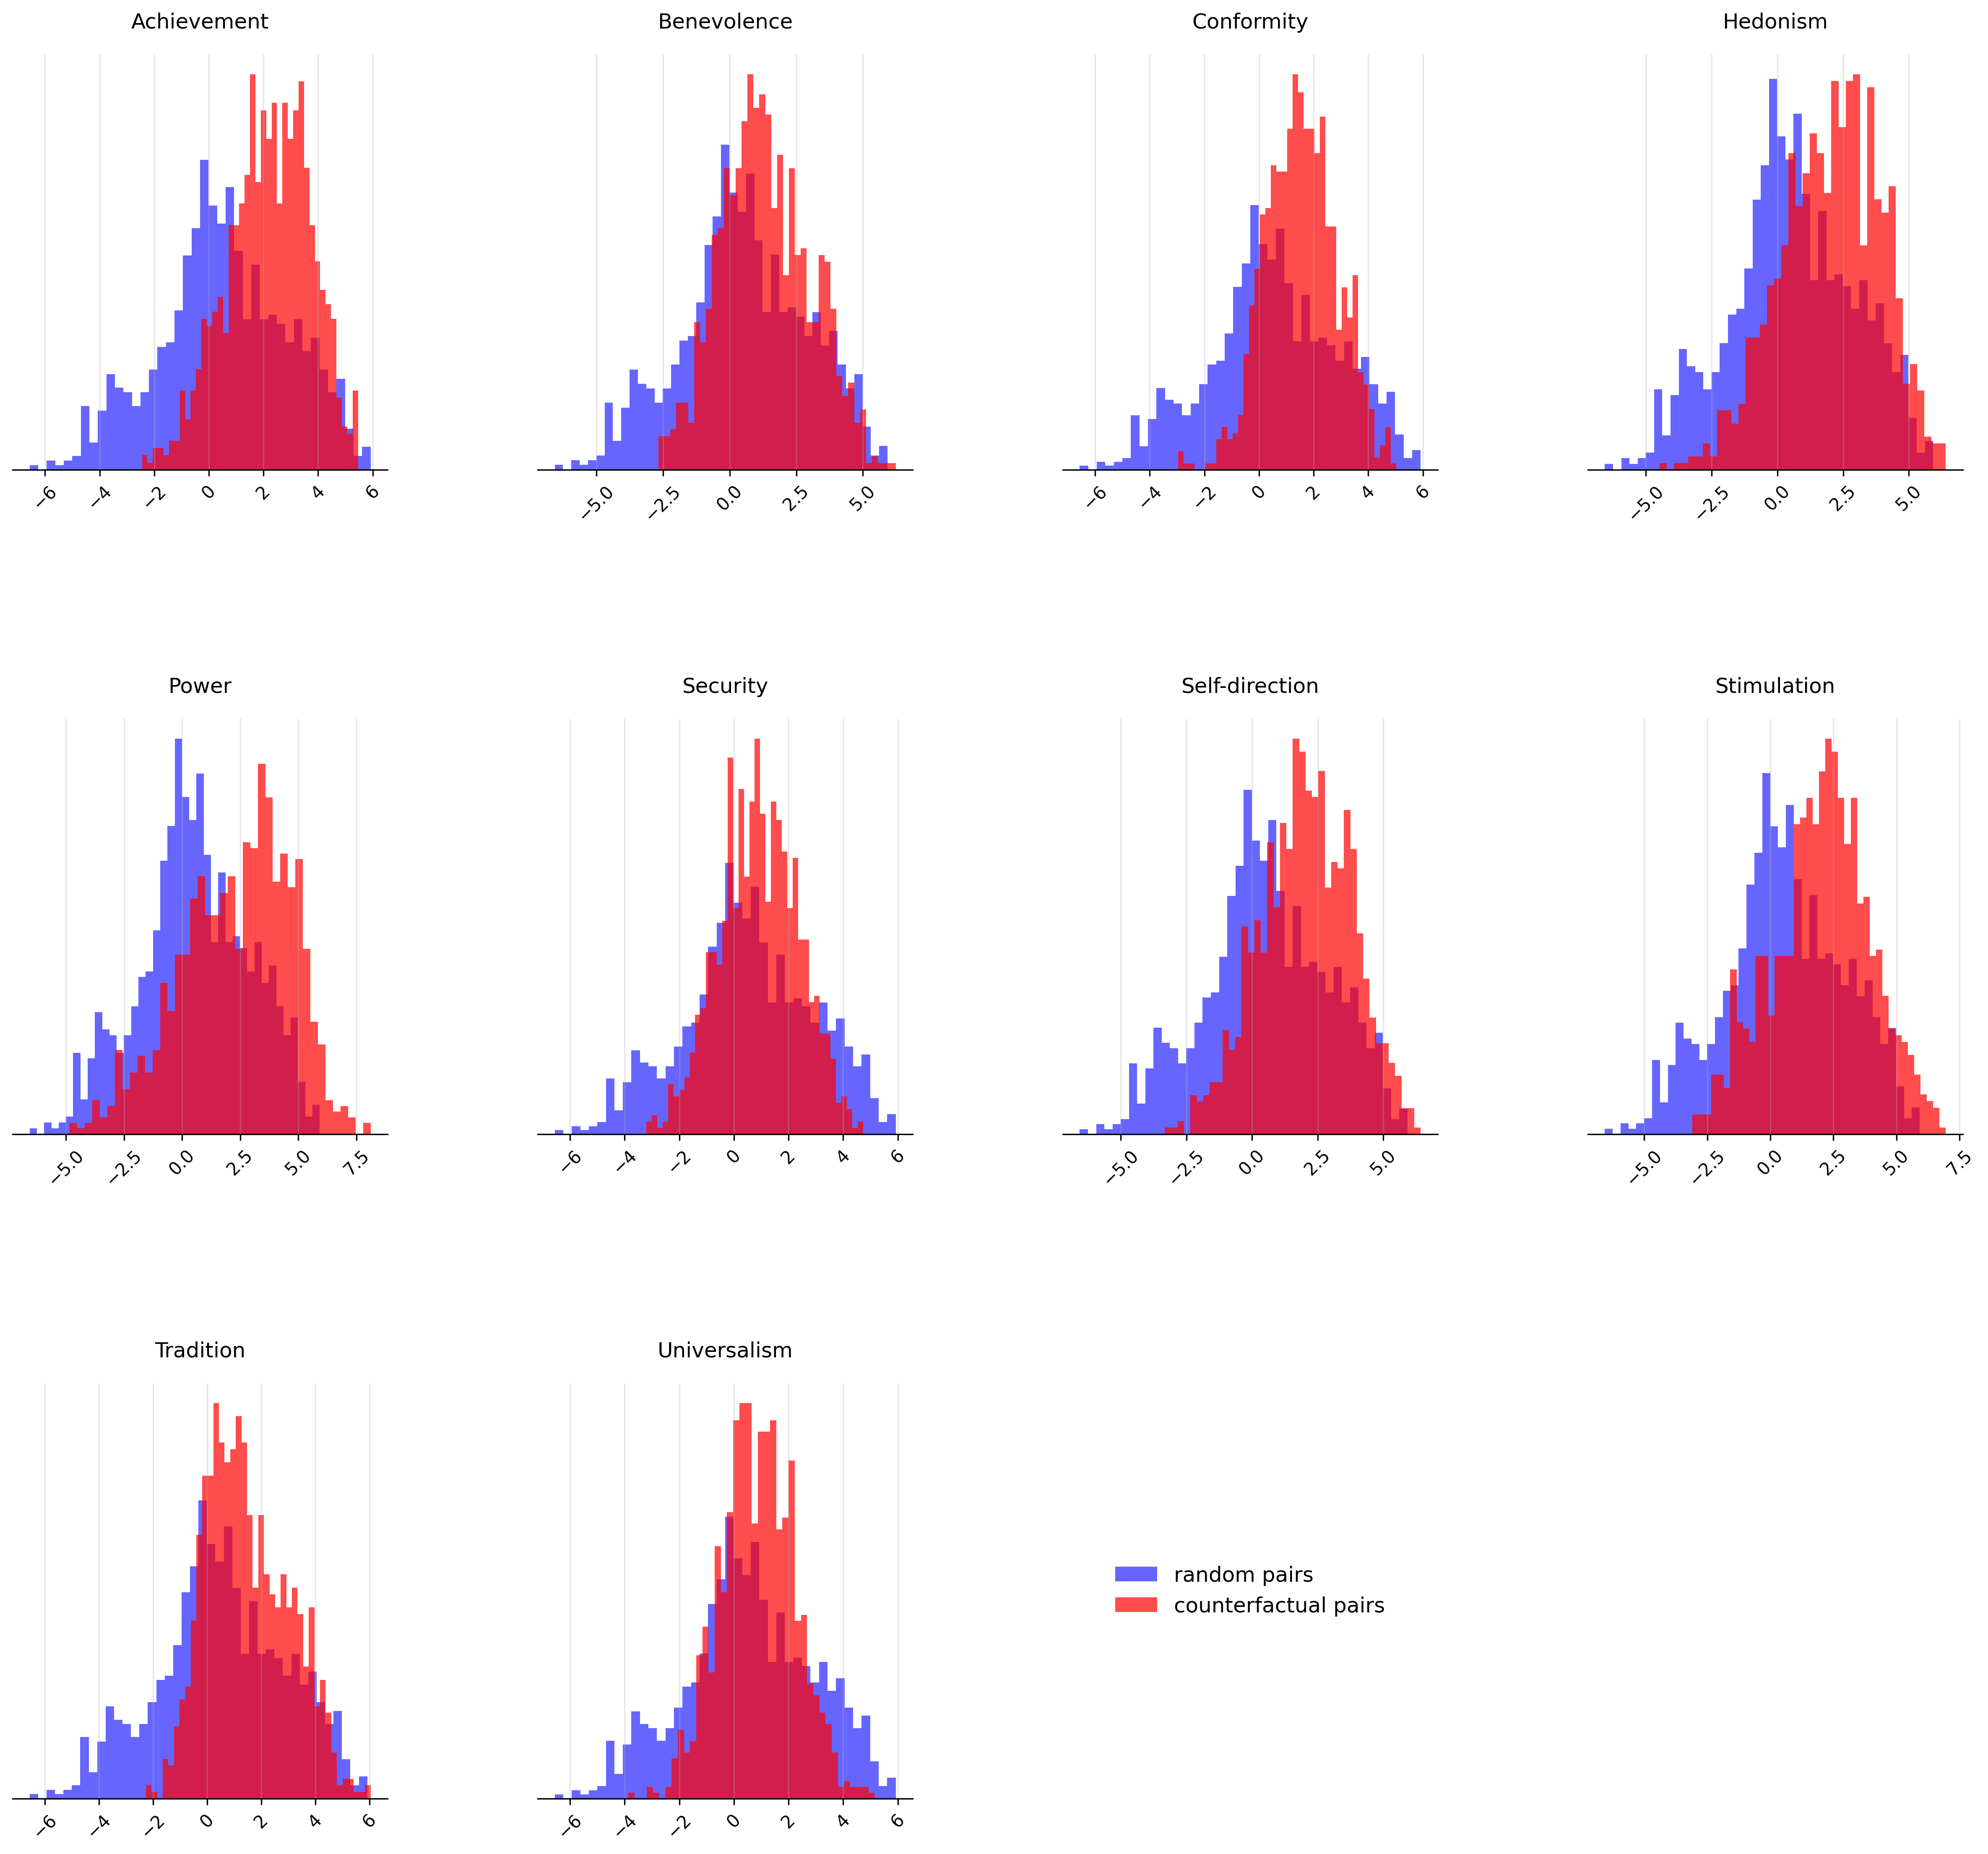 Achievement Benevolence Conformity Hedonism
−6 −4 −2 0 2 4 6 −5.0 −2.5 0.0 2.5 5.0 −6 −4 −2 0 2 4 6 −5.0 −2.5 0.0 2.5 5.0
Power Security Self-direction Stimulation
−5.0 −2.5 0.0 2.5 5.0 7.5 −6 −4 −2 0 2 4 6 −5.0 −2.5 0.0 2.5 5.0 −5.0 −2.5 0.0 2.5 5.0 7.5
Tradition Universalism
random pairs
counterfactual pairs
−6 −4 −2 0 2 4 6 −6 −4 −2 0 2 4 6